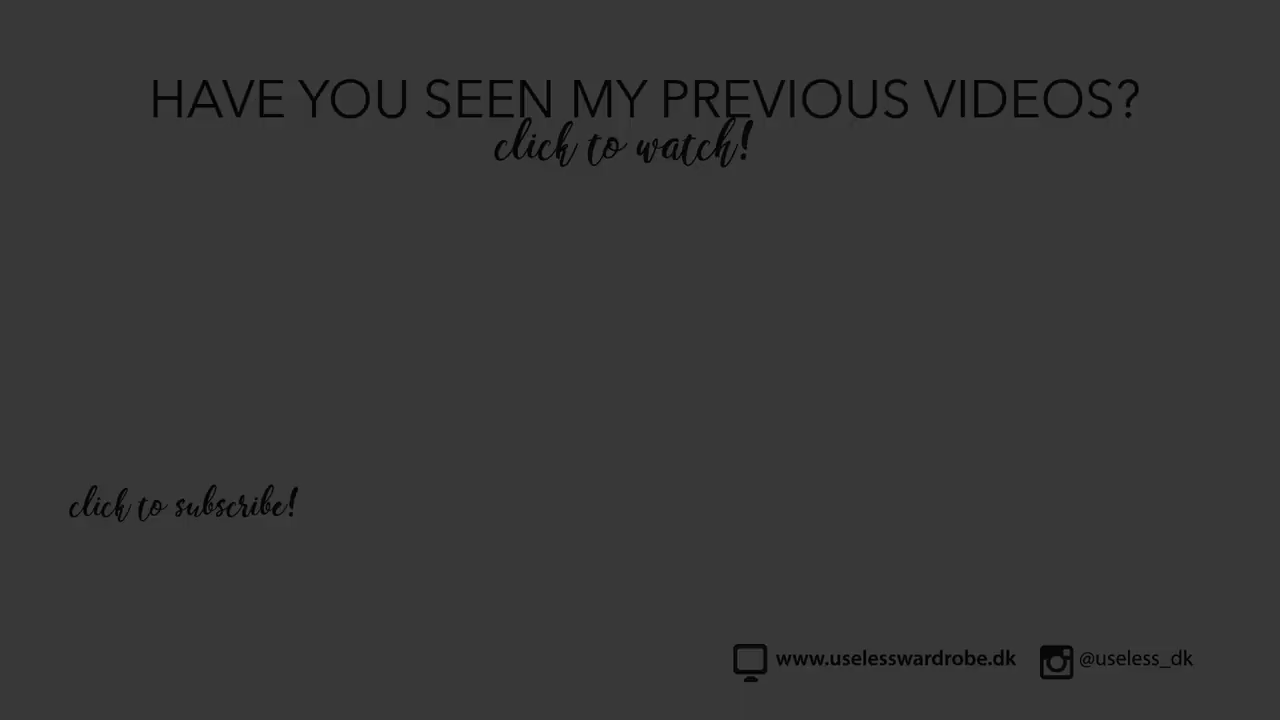 HAVE YOU SEEN MY PREVIOUS VIDEOS?
click to watch!
click to subscribe!
www.uselesswardrobe.dk @useless_dk